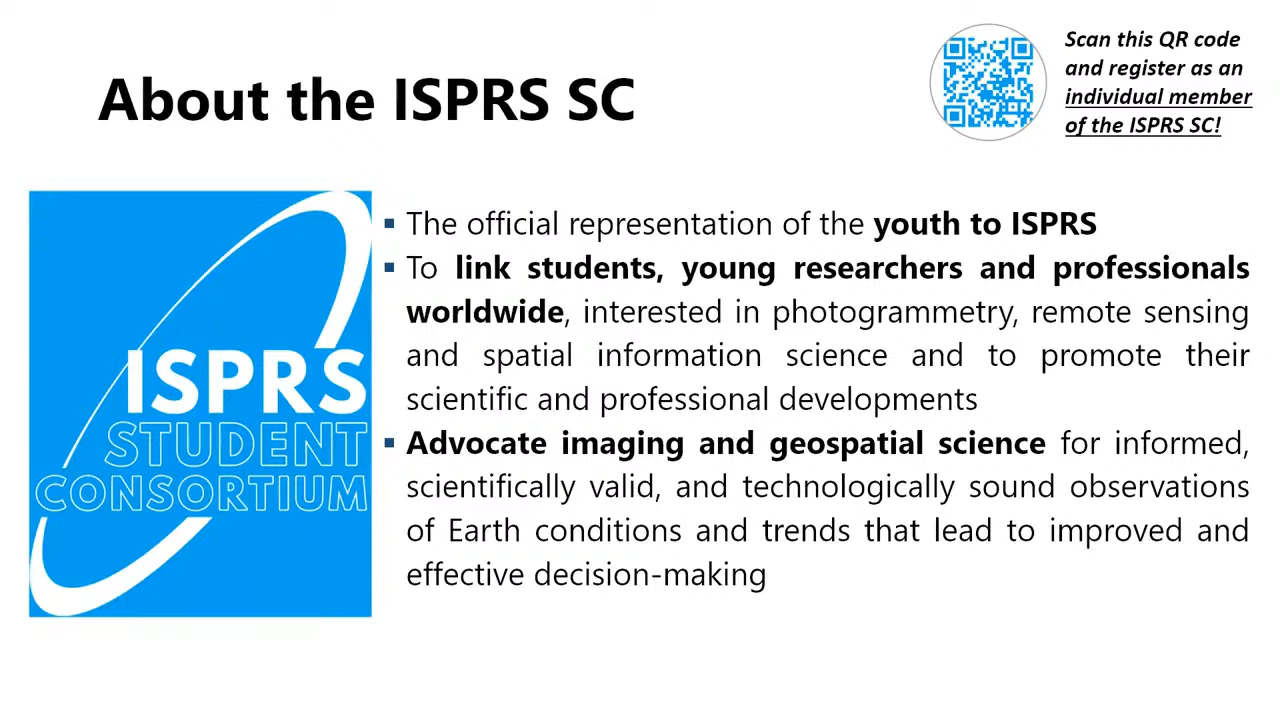 About the ISPRS SC
Scan this QR code
and register as an
individual member
of the ISPRS SC!
ISPRS
STUDENT
CONSORTIUM
▪ The official representation of the youth to ISPRS
▪ To link students, young researchers and professionals
worldwide, interested in photogrammetry, remote sensing
and spatial information science and to promote their
scientific and professional developments
▪ Advocate imaging and geospatial science for informed,
scientifically valid, and technologically sound observations
of Earth conditions and trends that lead to improved and
effective decision-making